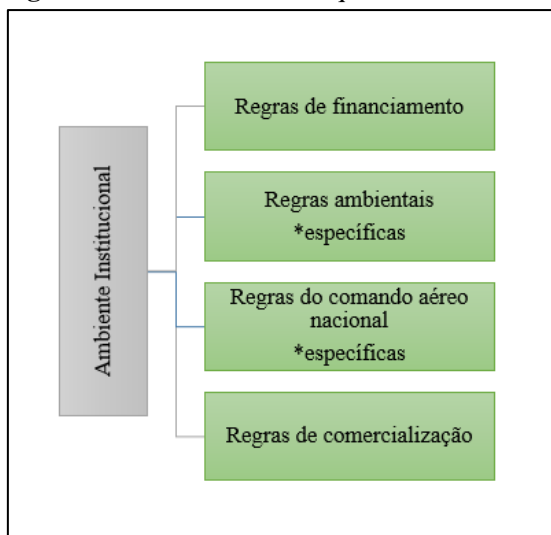 Ambiente Institucional
Regras de financiamento
Regras ambientais
*específicas
Regras do comando aéreo
nacional
*específicas
Regras de comercialização